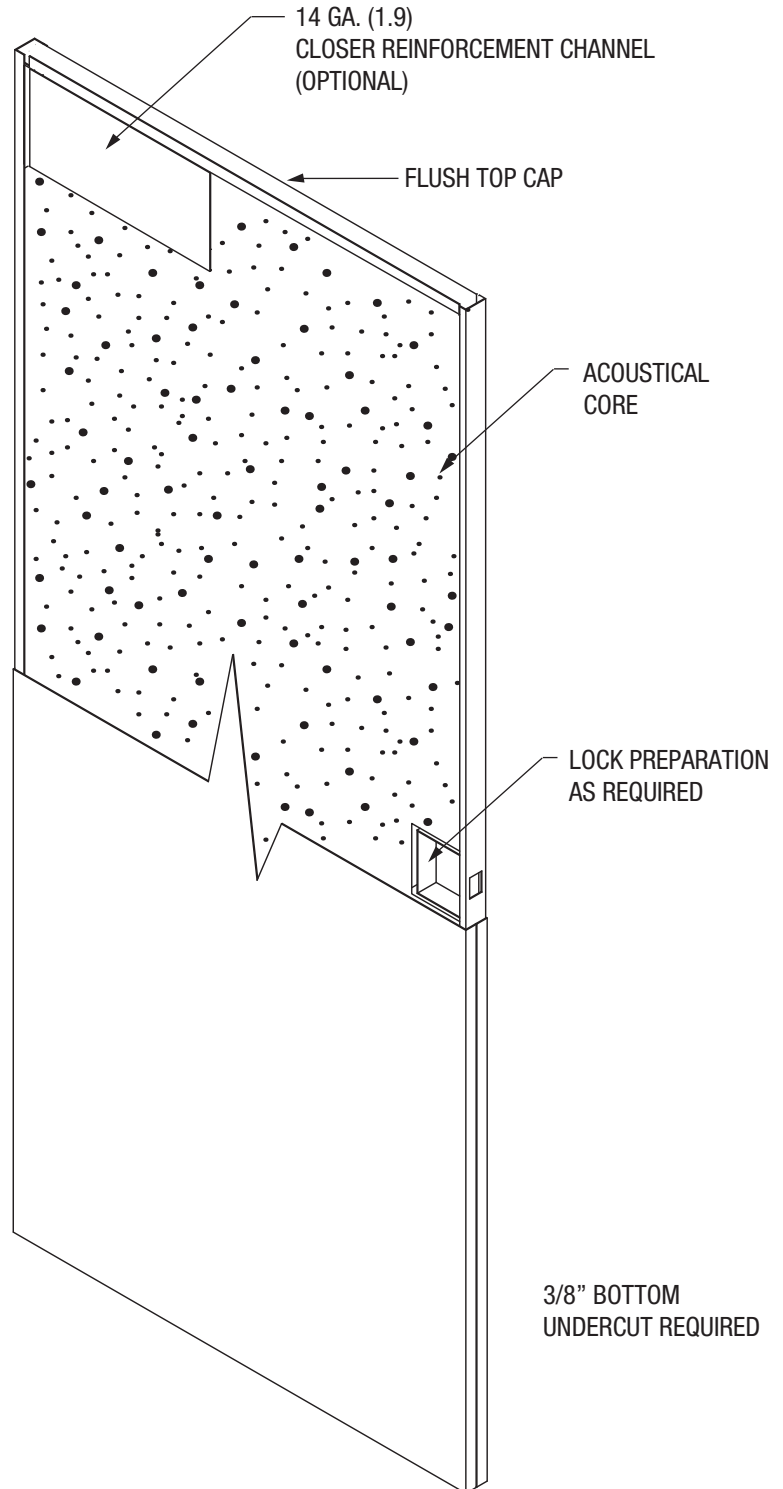 14 GA. (1.9)
CLOSER REINFORCEMENT CHANNEL
(OPTIONAL)
FLUSH TOP CAP
ACOUSTICAL
CORE
LOCK PREPARATION
AS REQUIRED
3/8” BOTTOM
UNDERCUT REQUIRED